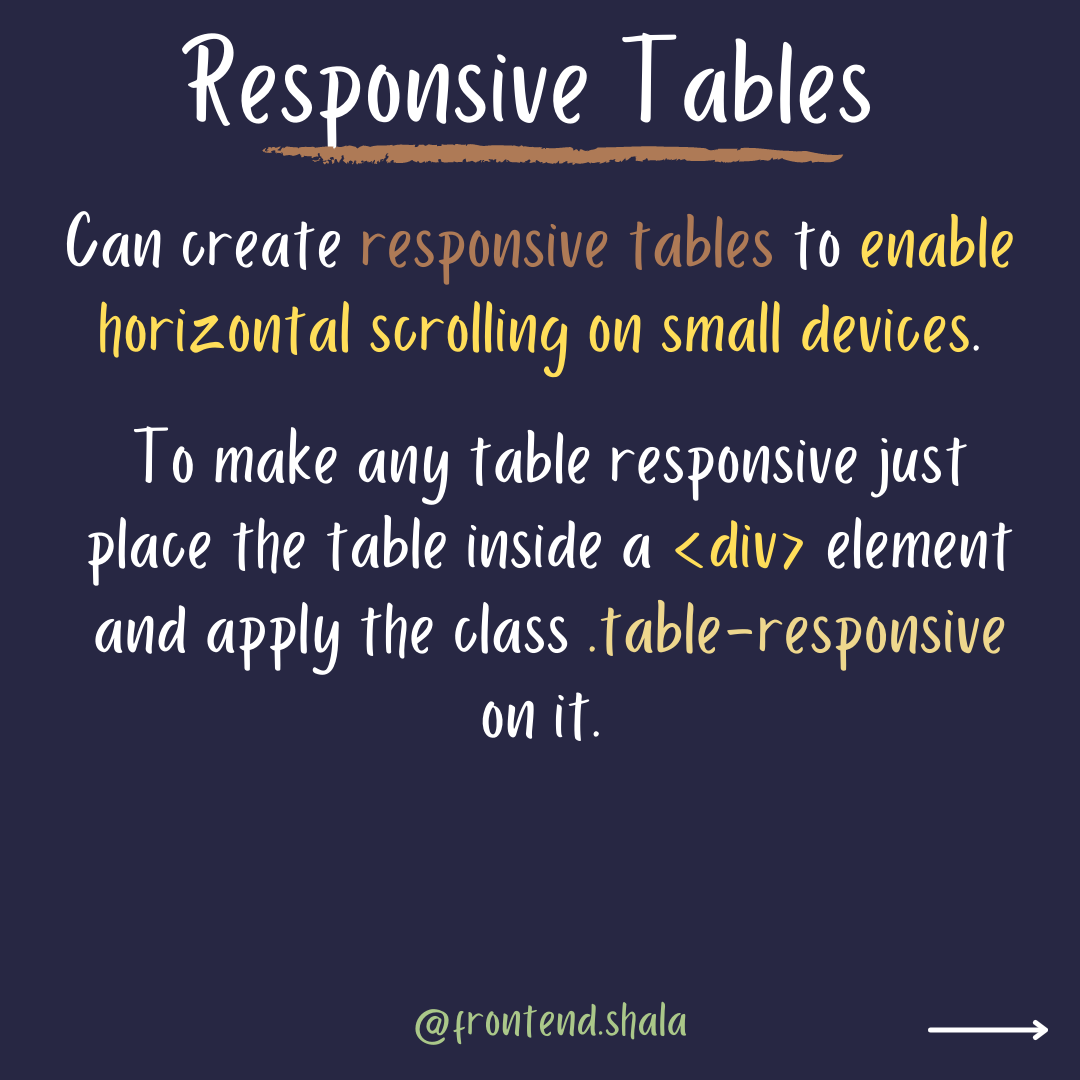 Responsive Tables
Can create responsive tables to enable
horizontal scrolling on small devices.
To make any table responsive just
place the table inside a <div> element
and apply the class .table-responsive
on it.
@frontend.shala